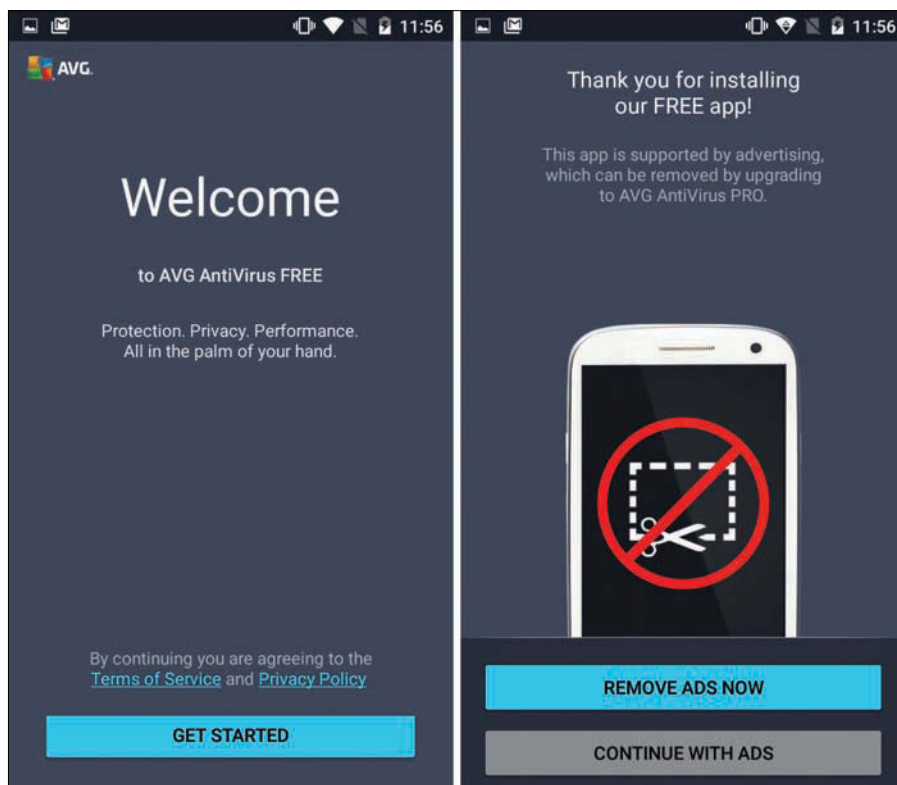 11:56
AVG.
Welcome
to AVG AntiVirus FREE
Protection. Privacy. Performance.
All in the palm of your hand.
By continuing you are agreeing to the
Terms of Service and Privacy Policy
GET STARTED
11:56
Thank you for installing
our FREE app!
This app is supported by advertising,
which can be removed by upgrading
to AVG AntiVirus PRO.
REMOVE ADS NOW
CONTINUE WITH ADS